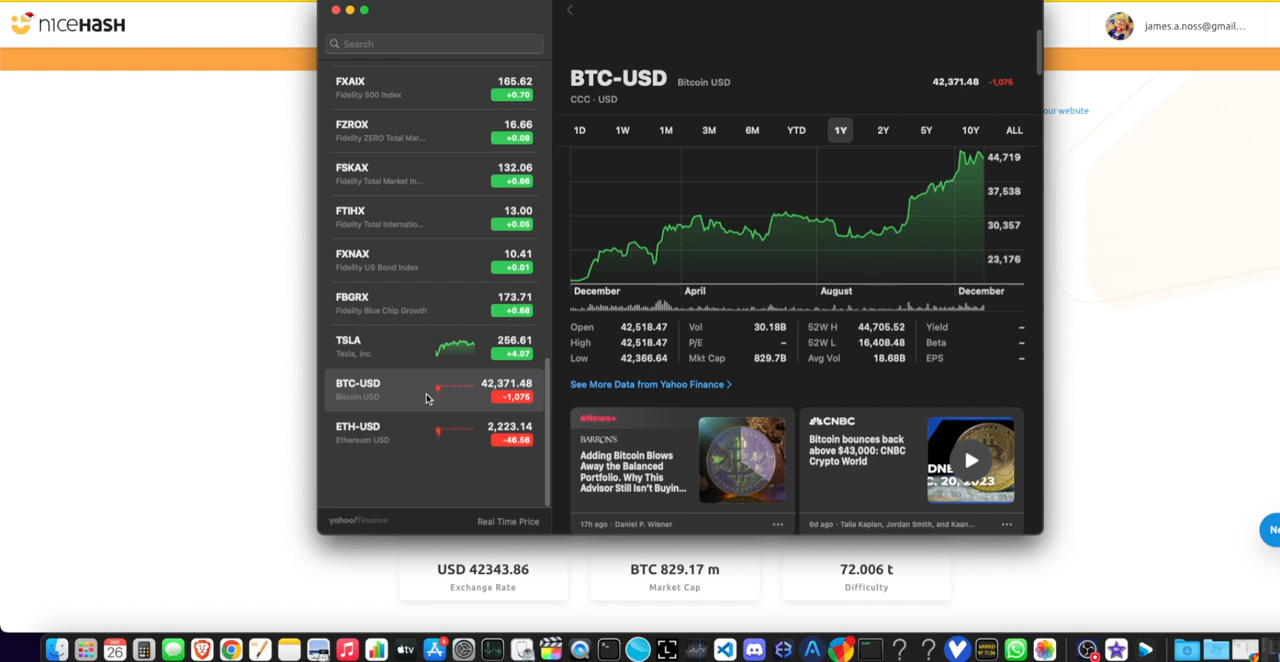 niceHASH
james.a.noss@gmail...
our website
Search
FXAIX 165.62
Fidelity 500 Index +0.70
FZROX 16.66
Fidelity ZERO Total Mar... +0.08
FSKAX 132.06
Fidelity Total Market In... +0.66
FTIHX 13.00
Fidelity Total Internatio... +0.05
FXNAX 10.41
Fidelity US Bond Index +0.01
FBGRX 173.71
Fidelity Blue Chip Growth +0.68
TSLA 256.61
Tesla, Inc. +4.07
BTC-USD 42,371.48
Bitcoin USD -1,075
ETH-USD 2,223.14
Ethereum USD -46.56
yahoo!finance Real Time Price
BTC-USD Bitcoin USD 42,371.48 -1,075
CCC · USD
1D 1W 1M 3M 6M YTD 1Y 2Y 5Y 10Y ALL
44,719
37,538
30,357
23,176
December April August December
Open 42,518.47 Vol 30.18B 52W H 44,705.52 Yield –
High 42,518.47 P/E – 52W L 16,408.48 Beta –
Low 42,366.64 Mkt Cap 829.7B Avg Vol 18.68B EPS –
See More Data from Yahoo Finance >
News+
BARRON'S
Adding Bitcoin Blows
Away the Balanced
Portfolio. Why This
Advisor Still Isn't Buyin...
17h ago · Daniel P. Wiener ...
CNBC
Bitcoin bounces back
above $43,000: CNBC
Crypto World
C. 20, 2023
6d ago · Talia Kaplan, Jordan Smith, and Kaan... ...
Ne
USD 42343.86
Exchange Rate
BTC 829.17 m
Market Cap
72.006 t
Difficulty
DEC
26
tv